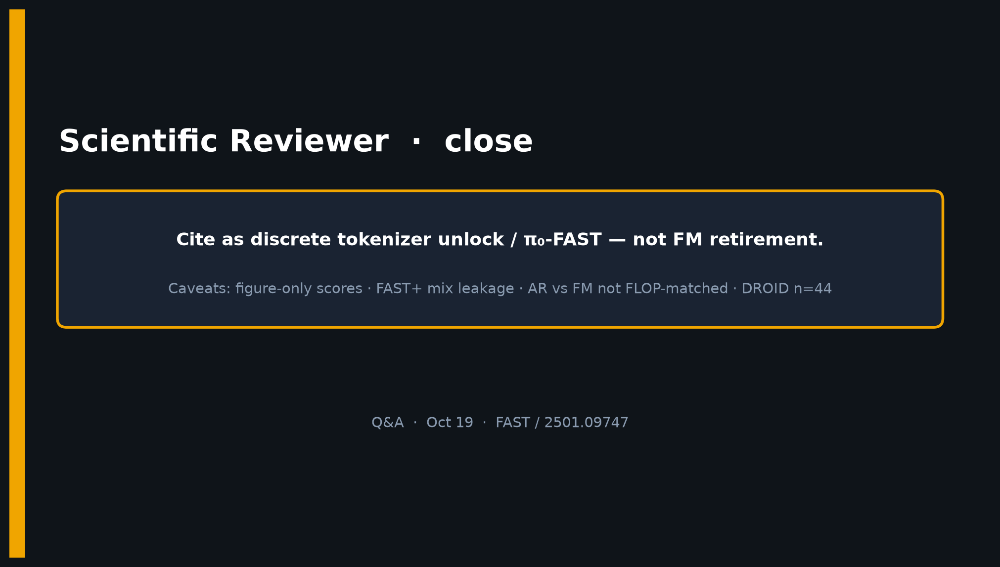 Scientific Reviewer · close
Cite as discrete tokenizer unlock / π₀-FAST — not FM retirement.
Caveats: figure-only scores · FAST+ mix leakage · AR vs FM not FLOP-matched · DROID n=44
Q&A · Oct 19 · FAST / 2501.09747